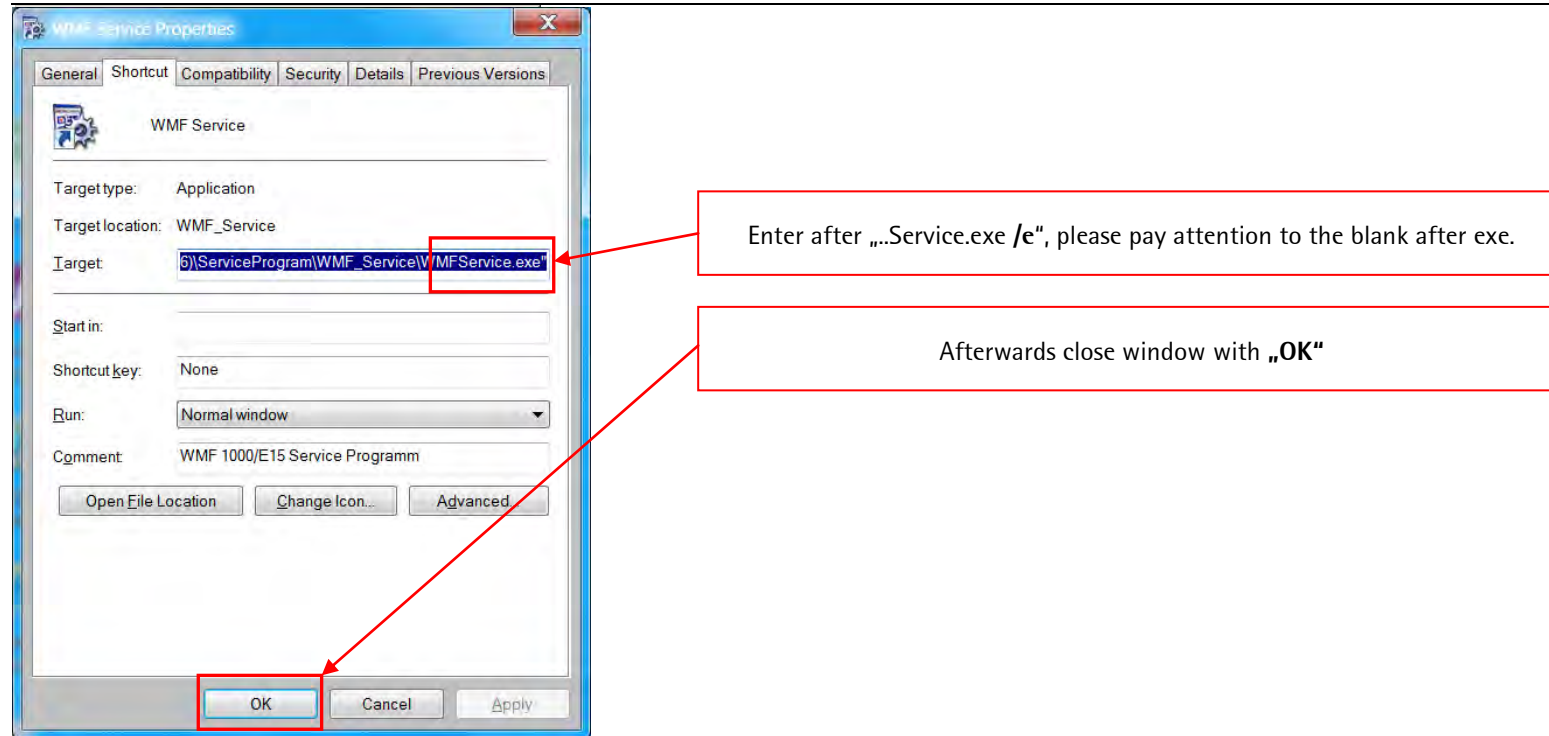 WMF Service Properties
General Shortcut Compatibility Security Details Previous Versions
WMF Service
Target type: Application
Target location: WMF_Service
Target: 6)\ServiceProgram\WMF_Service\WMFService.exe"
Start in:
Shortcut key: None
Run: Normal window
Comment: WMF 1000/E15 Service Programm
Open File Location Change Icon... Advanced...
OK Cancel Apply
Enter after „..Service.exe /e“, please pay attention to the blank after exe.
Afterwards close window with „OK“